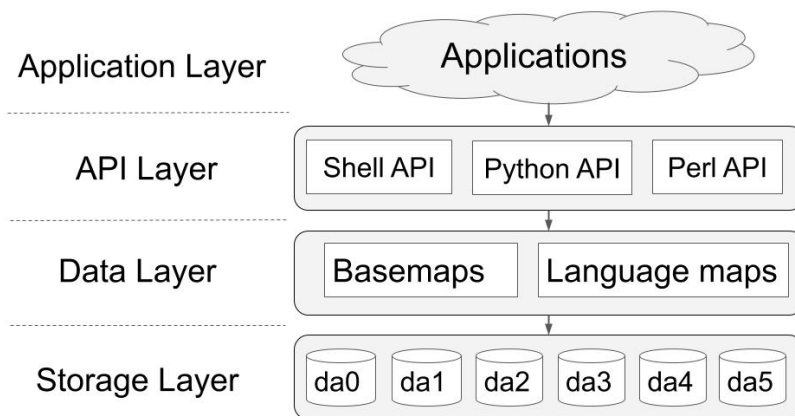 Application Layer
Applications
API Layer
Shell API
Python API
Perl API
Data Layer
Basemaps
Language maps
Storage Layer
da0
da1
da2
da3
da4
da5